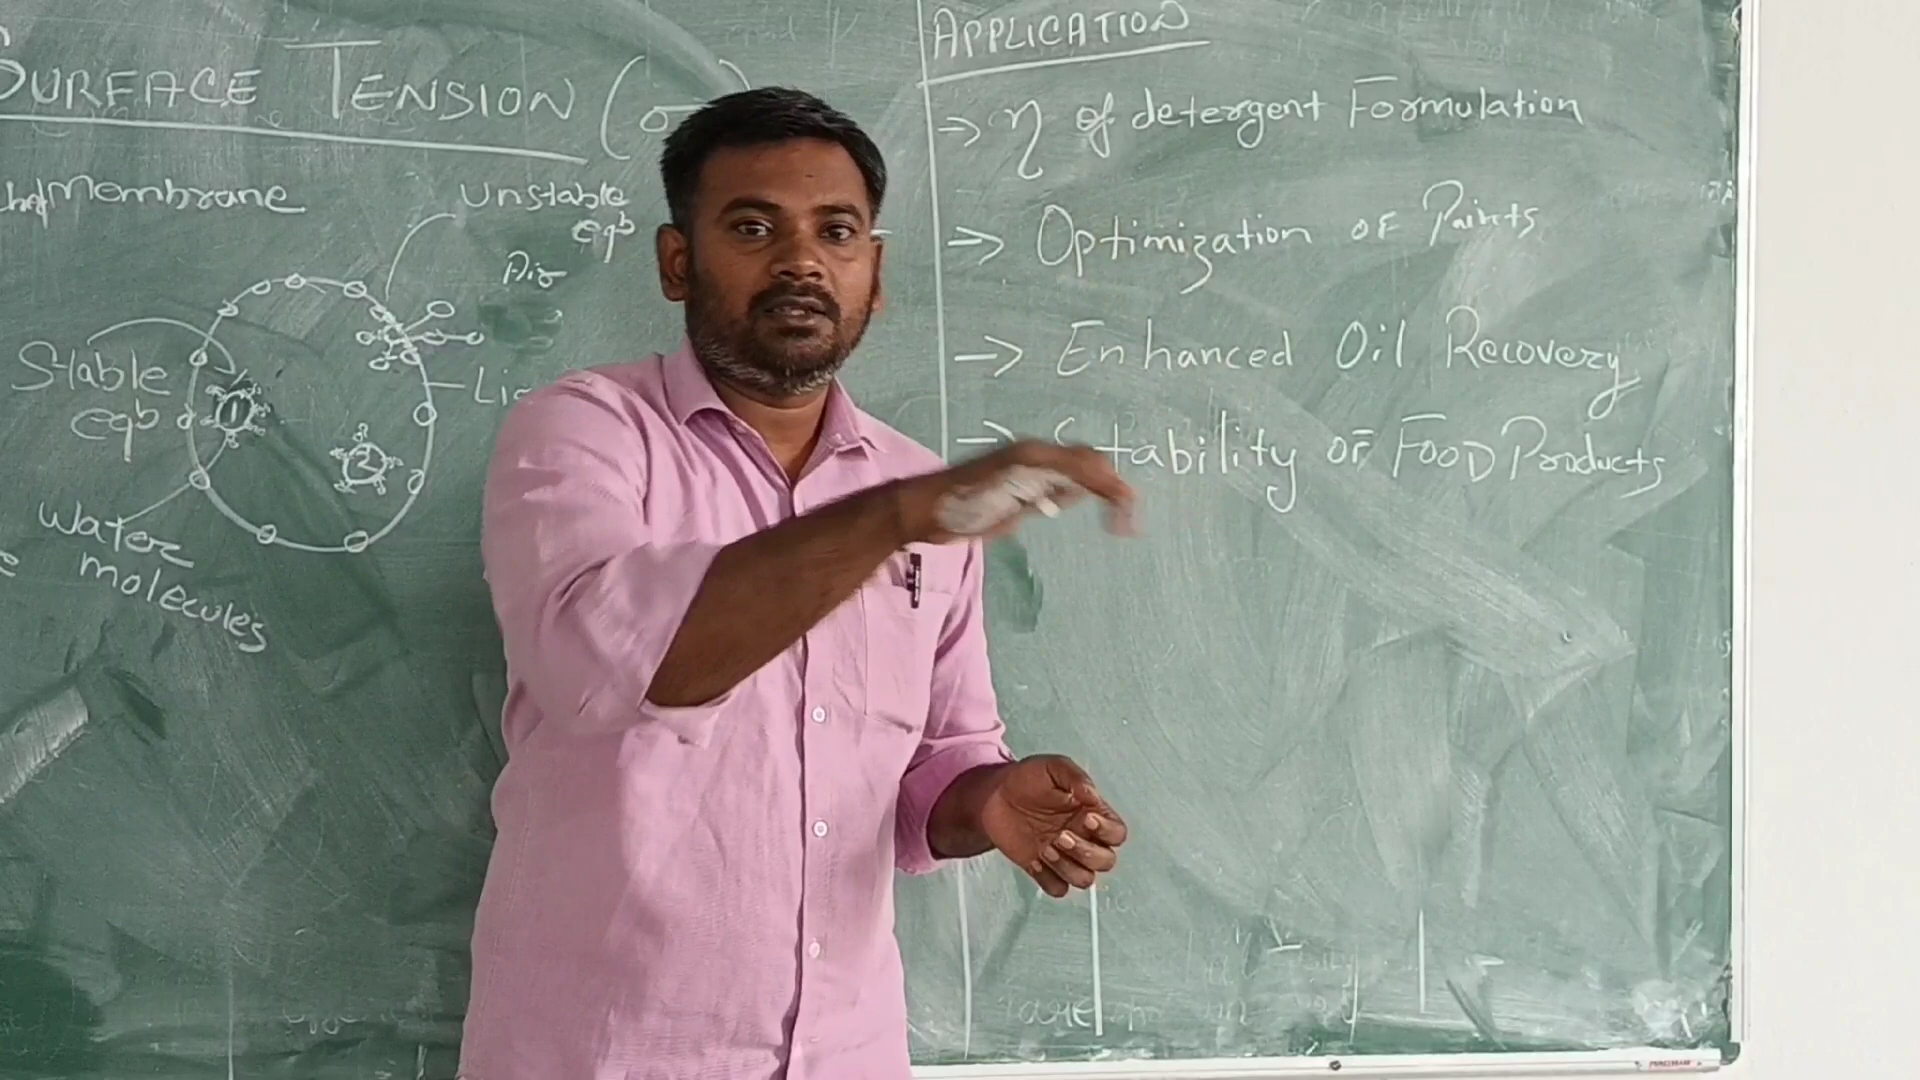 SURFACE TENSION (σ
Membrane
Unstable
eqb
Air
Stable
eqb
1
2
Water
molecules
APPLICATION
→ η of detergent Formulation
→ Optimization of Paints
→ Enhanced Oil Recovery
→ Stability of FOOD Products